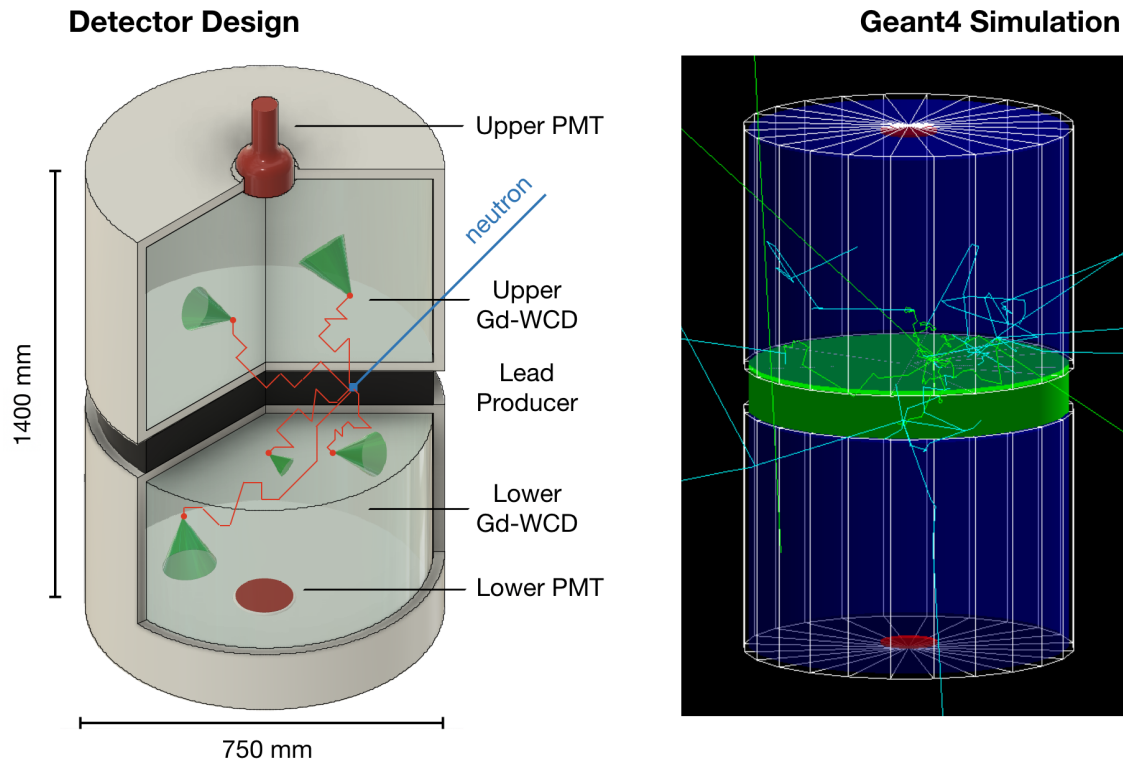 Detector Design
Geant4 Simulation
Upper PMT
neutron
Upper
Gd-WCD
Lead
Producer
1400 mm
Lower
Gd-WCD
Lower PMT
750 mm